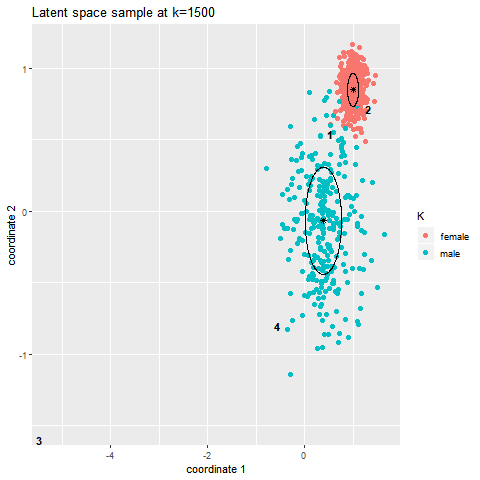 Latent space sample at k=1500
1
2
1
0
4
-1
3
-4
-2
0
coordinate 1
coordinate 2
K
female
male